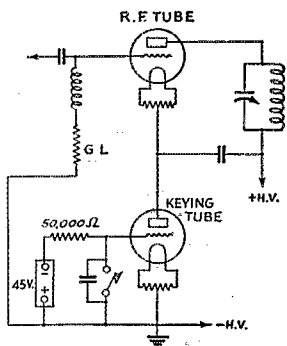 R.F TUBE
G L
+H.V.
KEYING
TUBE
50,000Ω
45V.
− +
−H.V.